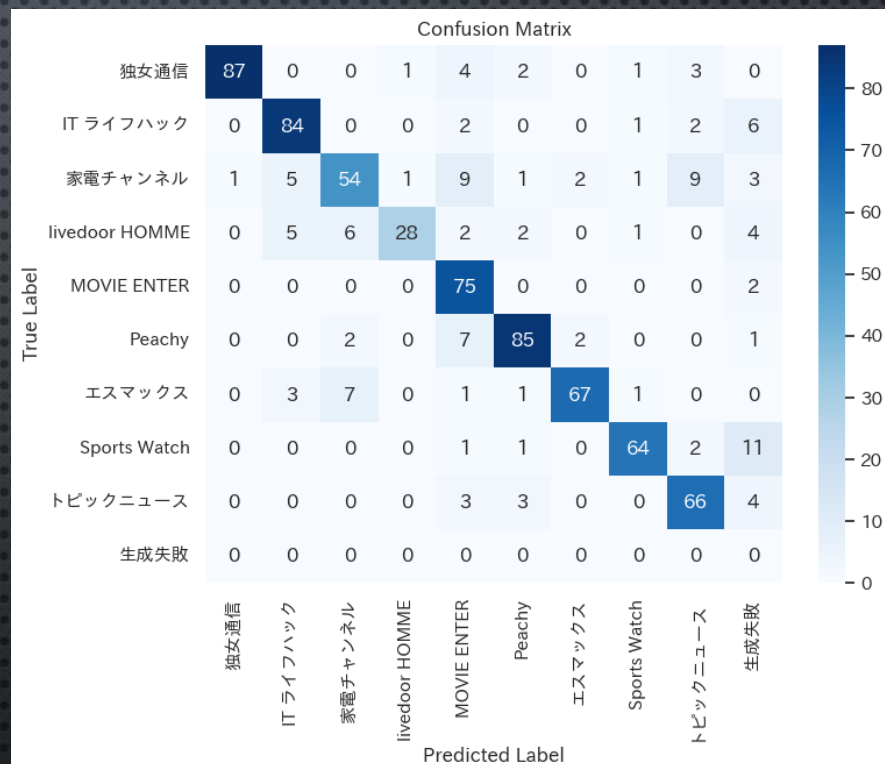 Confusion Matrix
独女通信 87 0 0 1 4 2 0 1 3 0
IT ライフハック 0 84 0 0 2 0 0 1 2 6
家電チャンネル 1 5 54 1 9 1 2 1 9 3
livedoor HOMME 0 5 6 28 2 2 0 1 0 4
MOVIE ENTER 0 0 0 0 75 0 0 0 0 2
Peachy 0 0 2 0 7 85 2 0 0 1
エスマックス 0 3 7 0 1 1 67 1 0 0
Sports Watch 0 0 0 0 1 1 0 64 2 11
トピックニュース 0 0 0 0 3 3 0 0 66 4
生成失敗 0 0 0 0 0 0 0 0 0 0
True Label
独女通信
IT ライフハック
家電チャンネル
livedoor HOMME
MOVIE ENTER
Peachy
エスマックス
Sports Watch
トピックニュース
生成失敗
Predicted Label
80
70
60
50
40
30
20
10
0